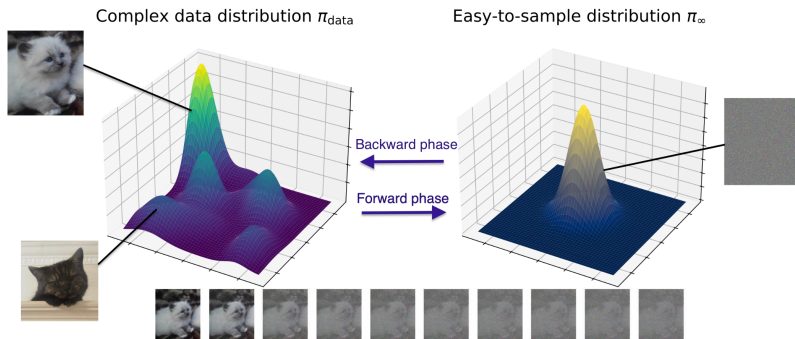 Complex data distribution π_data
Easy-to-sample distribution π_∞
Backward phase
Forward phase